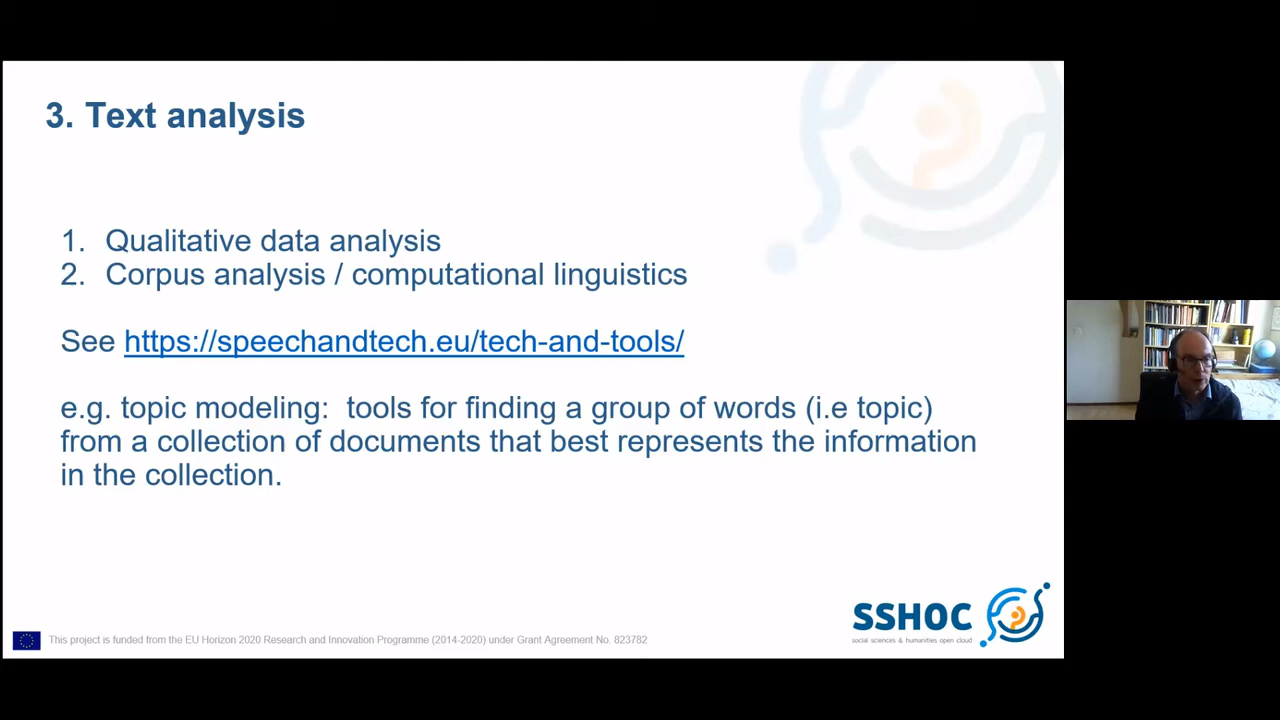 3. Text analysis
1. Qualitative data analysis
2. Corpus analysis / computational linguistics
See https://speechandtech.eu/tech-and-tools/
e.g. topic modeling: tools for finding a group of words (i.e topic)
from a collection of documents that best represents the information
in the collection.
SSHOC
social sciences & humanities open cloud
This project is funded from the EU Horizon 2020 Research and Innovation Programme (2014-2020) under Grant Agreement No. 823782